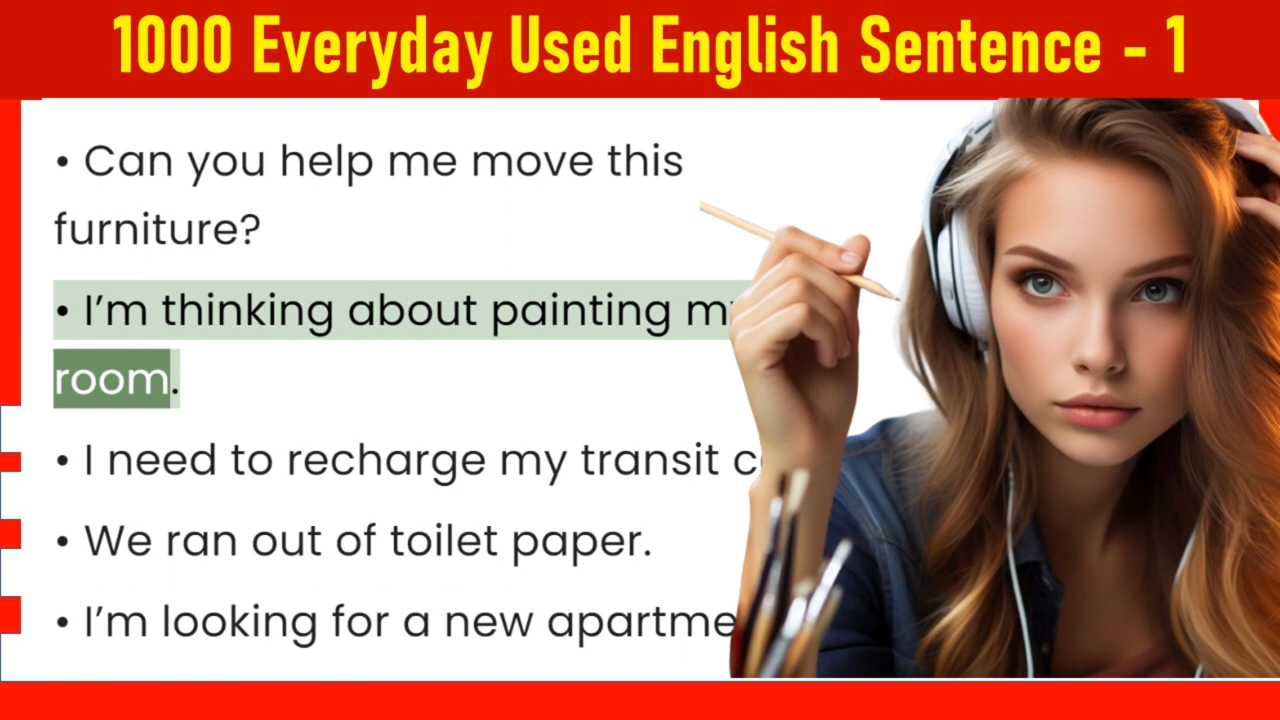 1000 Everyday Used English Sentence - 1
• Can you help me move this
furniture?
• I'm thinking about painting my
room.
• I need to recharge my transit
• We ran out of toilet paper.
• I'm looking for a new